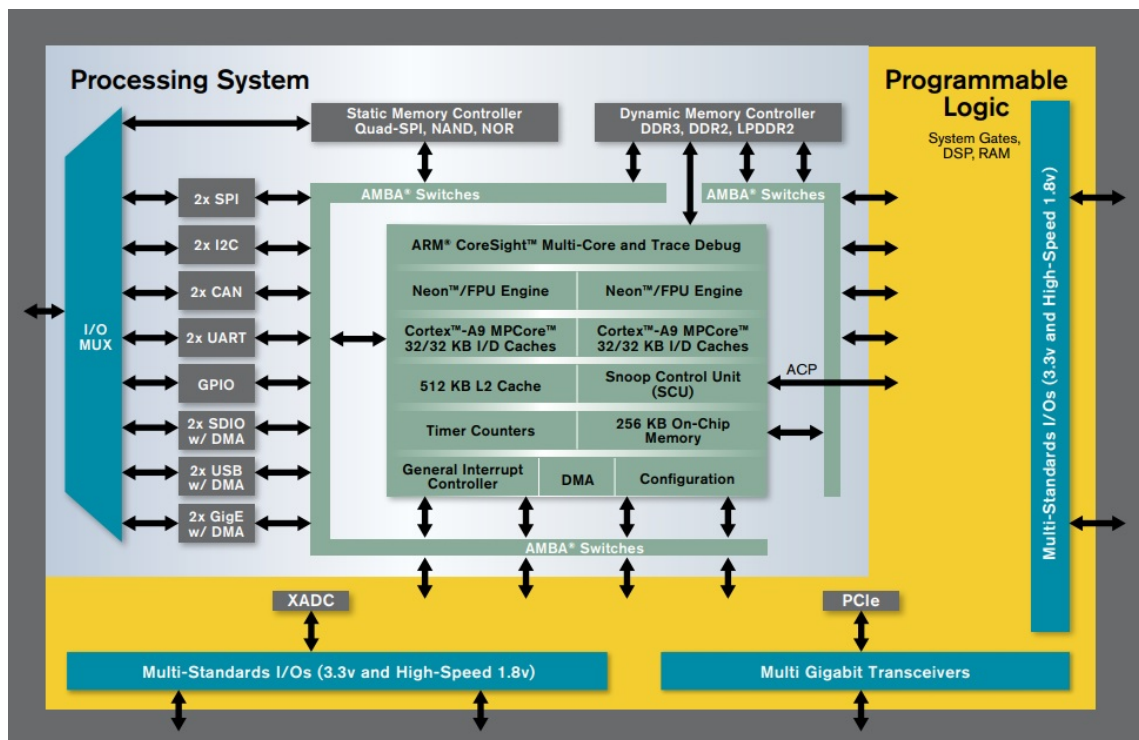 Processing System
Programmable
Logic
System Gates,
DSP, RAM
Static Memory Controller
Quad-SPI, NAND, NOR
Dynamic Memory Controller
DDR3, DDR2, LPDDR2
AMBA® Switches
AMBA® Switches
I/O
MUX
2x SPI
2x I2C
2x CAN
2x UART
GPIO
2x SDIO
w/ DMA
2x USB
w/ DMA
2x GigE
w/ DMA
ARM® CoreSight™ Multi-Core and Trace Debug
Neon™/FPU Engine
Neon™/FPU Engine
Cortex™-A9 MPCore™
32/32 KB I/D Caches
Cortex™-A9 MPCore™
32/32 KB I/D Caches
512 KB L2 Cache
Snoop Control Unit
(SCU)
ACP
Timer Counters
256 KB On-Chip
Memory
General Interrupt
Controller
DMA
Configuration
AMBA® Switches
Multi-Standards I/Os (3.3v and High-Speed 1.8v)
XADC
PCIe
Multi-Standards I/Os (3.3v and High-Speed 1.8v)
Multi Gigabit Transceivers